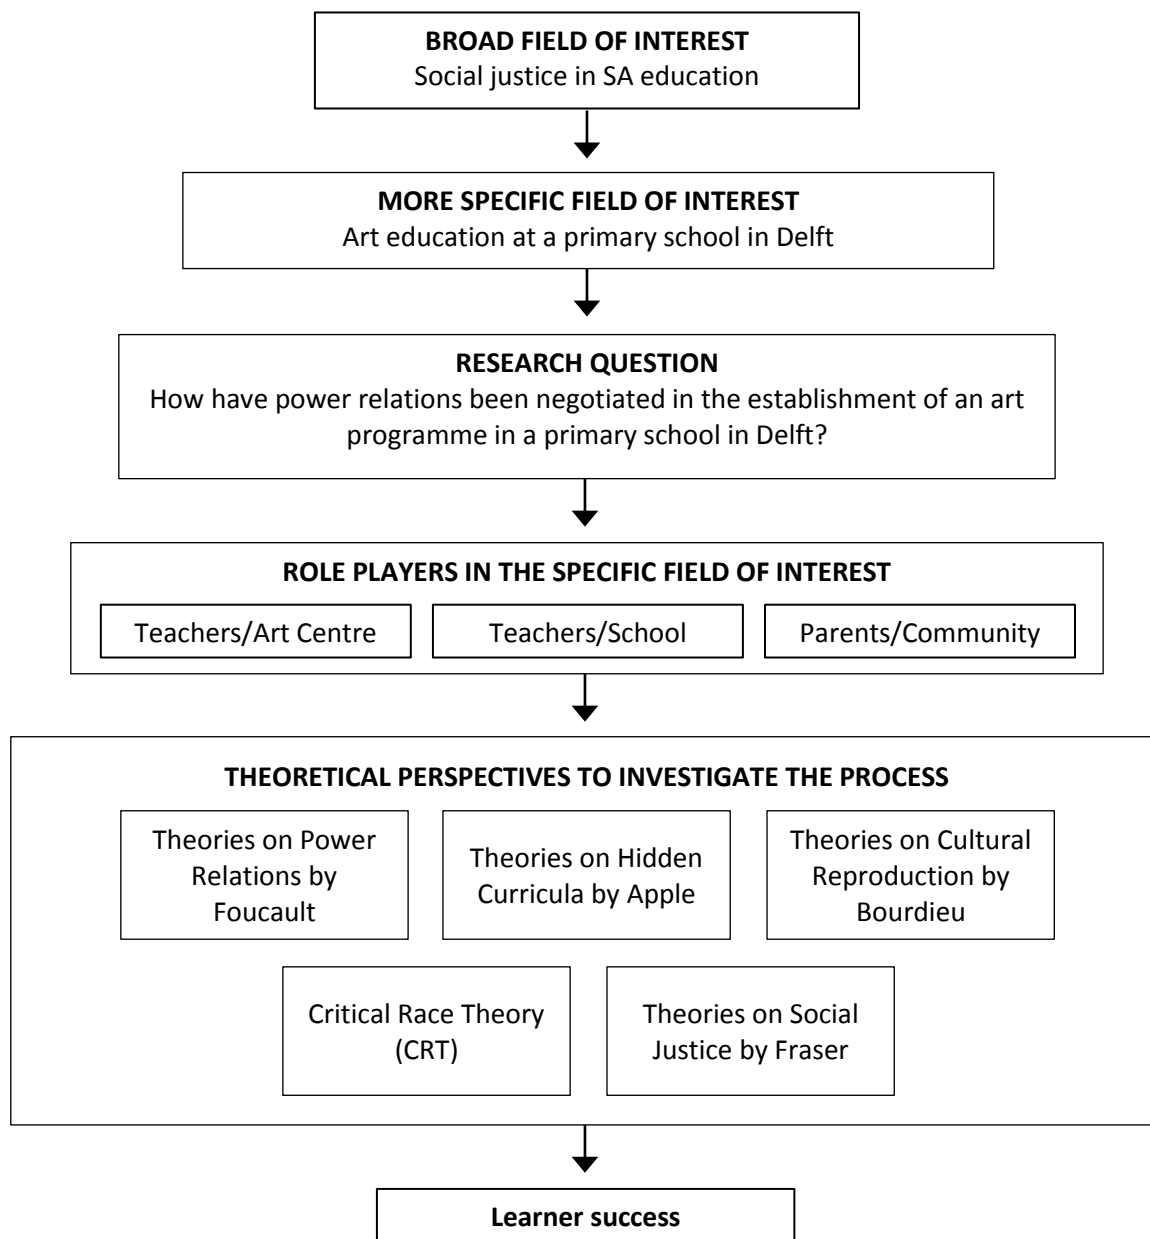 BROAD FIELD OF INTEREST
Social justice in SA education
MORE SPECIFIC FIELD OF INTEREST
Art education at a primary school in Delft
RESEARCH QUESTION
How have power relations been negotiated in the establishment of an art
programme in a primary school in Delft?
ROLE PLAYERS IN THE SPECIFIC FIELD OF INTEREST
Teachers/Art Centre
Teachers/School
Parents/Community
THEORETICAL PERSPECTIVES TO INVESTIGATE THE PROCESS
Theories on Power
Relations by
Foucault
Theories on Hidden
Curricula by Apple
Theories on Cultural
Reproduction by
Bourdieu
Critical Race Theory
(CRT)
Theories on Social
Justice by Fraser
Learner success